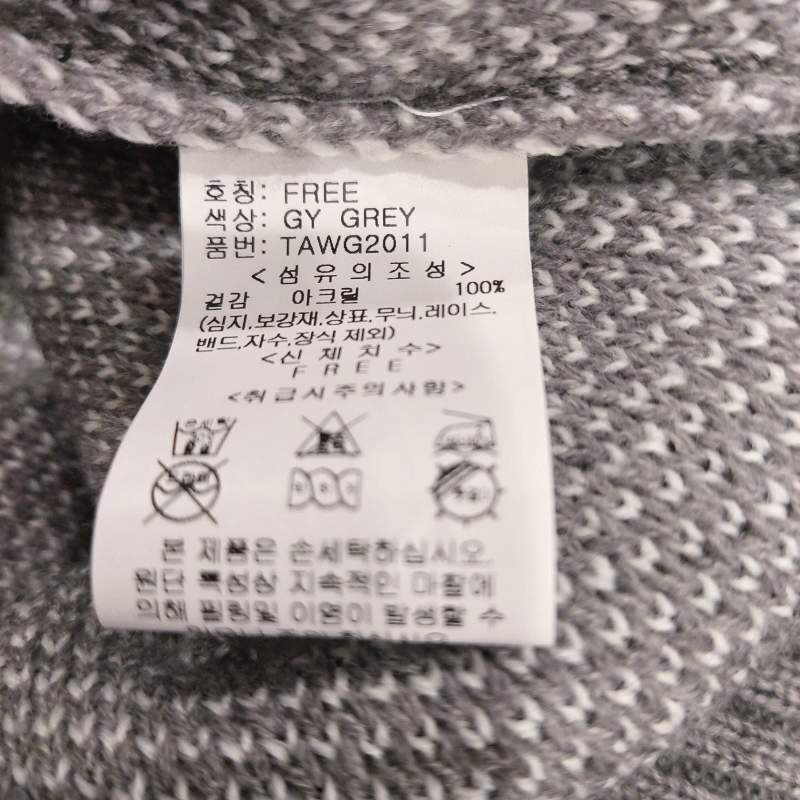 호칭: FREE
색상: GY GREY
품번: TAWG2011
<섬유의조성>
겉감 아크릴 100%
(심지,보강재,상표,무늬,레이스,
밴드,자수,장식 제외)
<신체치수>
FREE
<취급시주의사항>
본 제품은 손세탁하십시오.
원단 특성상 지속적인 마찰에
의해 필링및 이염이 발생할 수